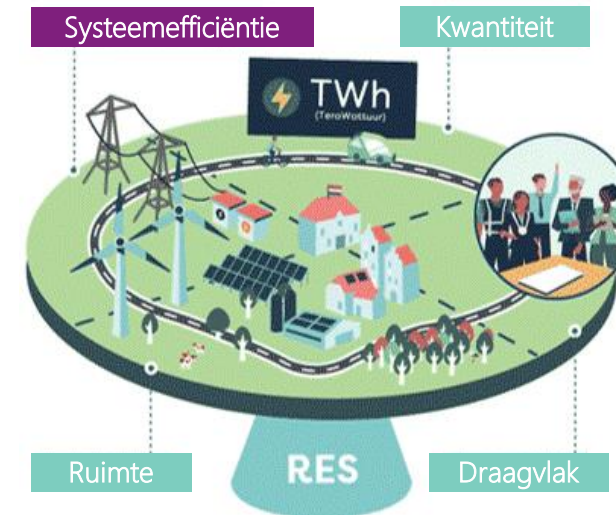 Systeemefficiëntie
Kwantiteit
TWh
(TeraWattuur)
Ruimte
RES
Draagvlak